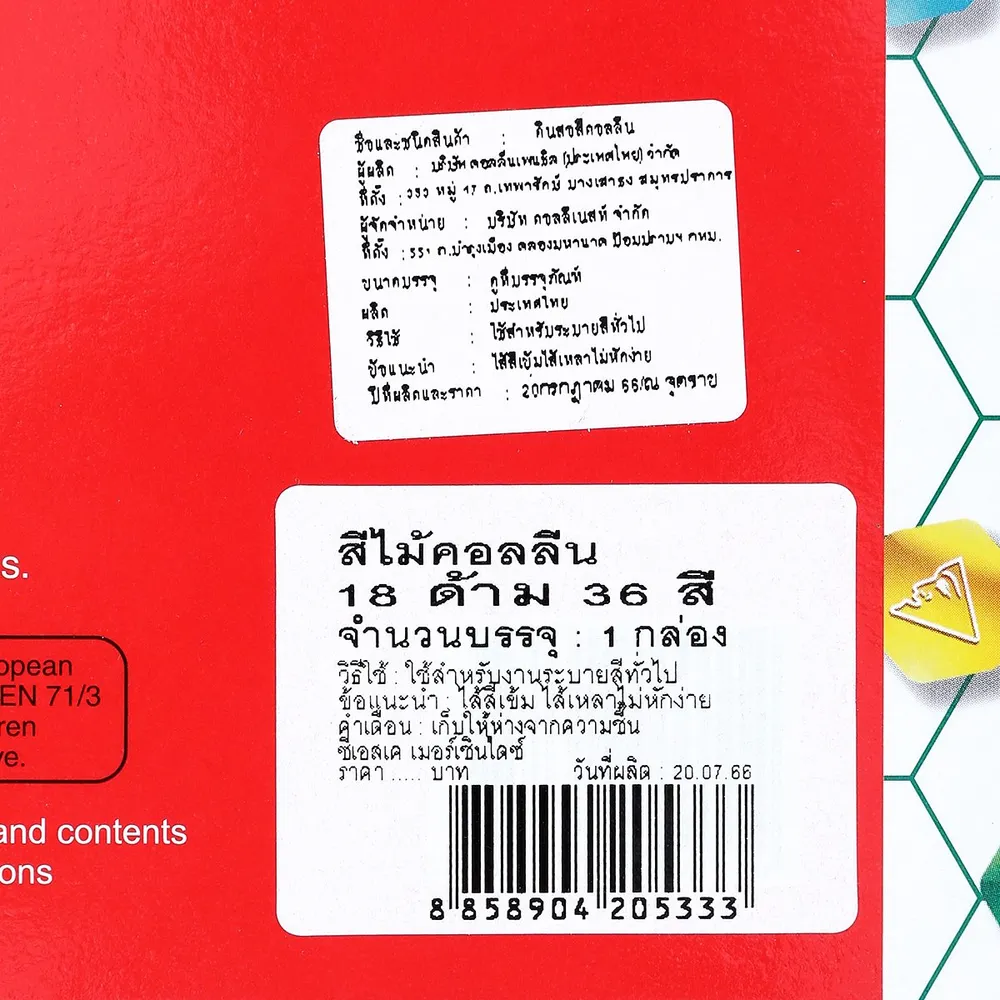 ชื่อและชนิดสินค้า : ดินสอสีคอลลีน
ผู้ผลิต : บริษัท คอลลีนเพนซิล (ประเทศไทย) จำกัด
ที่ตั้ง : หมู่ 17 ถ.เทพารักษ์ บางเสาธง สมุทรปราการ
ผู้จัดจำหน่าย : บริษัท คอลลีเนสท์ จำกัด
ที่ตั้ง : 551 ถ.บำรุงเมือง คลองมหานาค ป้อมปราบฯ กทม.
ขนาดบรรจุ : ดูที่บรรจุภัณฑ์
ผลิต : ประเทศไทย
วิธีใช้ : ใช้สำหรับระบายสีทั่วไป
ข้อแนะนำ : ไส้สีเข้มไส้เหลาไม่หักง่าย
ปีที่ผลิตและราคา : 20กรกฎาคม 66/ณ จุดขาย
สีไม้คอลลีน
18 ด้าม 36 สี
จำนวนบรรจุ : 1 กล่อง
วิธีใช้ : ใช้สำหรับงานระบายสีทั่วไป
ข้อแนะนำ : ไส้สีเข้ม ไส้เหลาไม่หักง่าย
คำเตือน : เก็บให้ห่างจากความชื้น
ซีเอสเค เมอร์เซินไดซ์
ราคา ..... บาท วันที่ผลิต : 20.07.66
8 858904 205333
s.
opean
EN 71/3
ren
ve.
and contents
ons